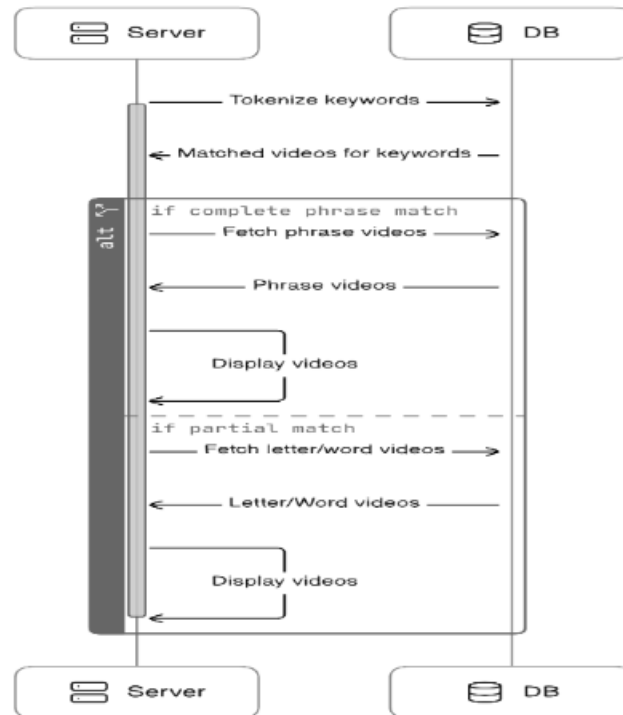 Server
DB
Tokenize keywords
Matched videos for keywords
alt
if complete phrase match
Fetch phrase videos
Phrase videos
Display videos
if partial match
Fetch letter/word videos
Letter/Word videos
Display videos
Server
DB